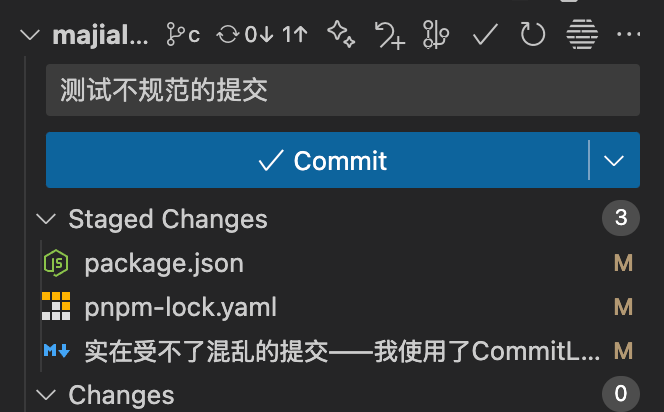 majial... c 0↓ 1↑ ...
测试不规范的提交
Commit
Staged Changes 3
package.json M
pnpm-lock.yaml M
实在受不了混乱的提交——我使用了CommitL... M
Changes 0